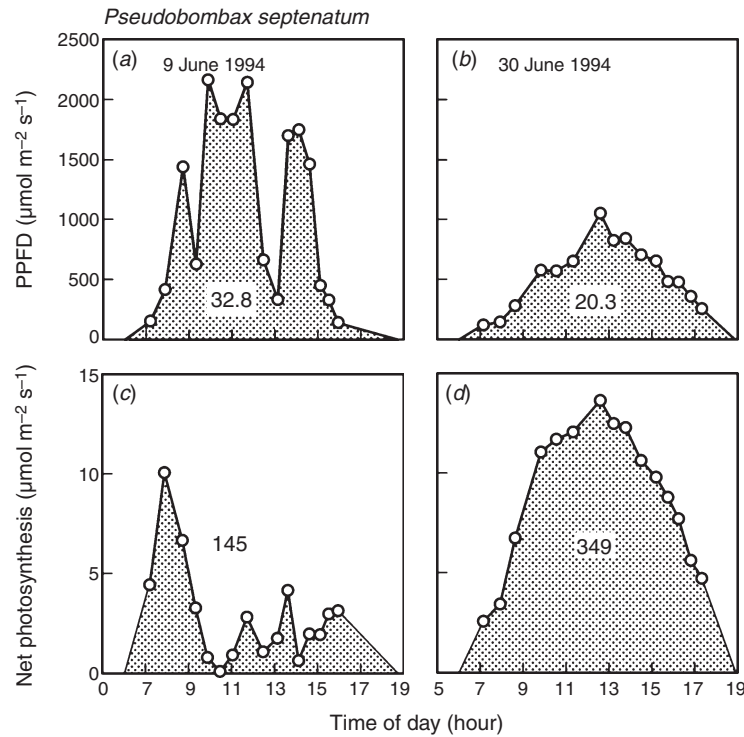 Pseudobombax septenatum
(a) 9 June 1994
(b) 30 June 1994
PPFD (µmol m−2 s−1)
2500
2000
1500
1000
500
0
32.8
20.3
(c)
(d)
Net photosynthesis (µmol m−2 s−1)
15
10
5
0
145
349
0 7 9 11 13 15 17 19
5 7 9 11 13 15 17 19
Time of day (hour)